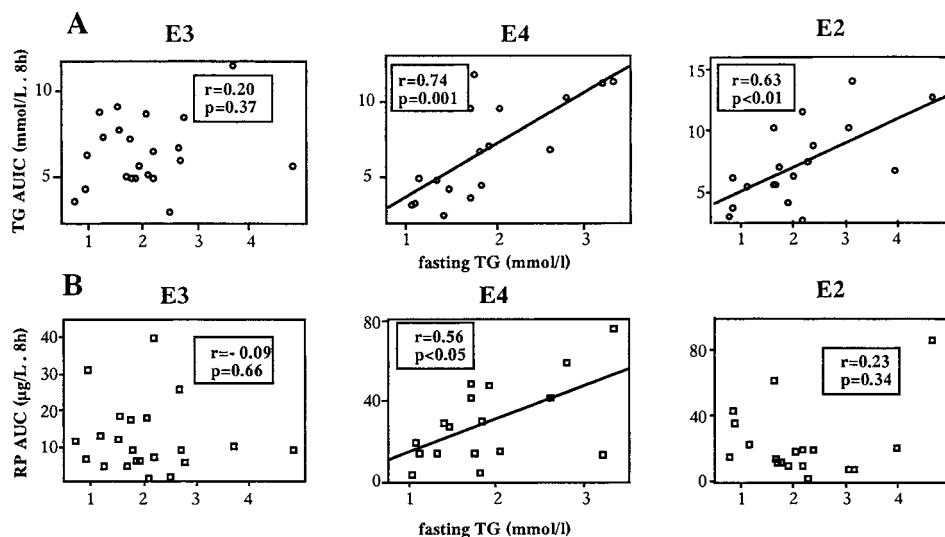 A
E3
E4
E2
TG AUIC (mmol/L . 8h)
10
5
r=0.20
p=0.37
1 2 3 4
10
5
r=0.74
p=0.001
1 2 3
15
10
5
r=0.63
p<0.01
1 2 3 4
fasting TG (mmol/l)
B
E3
E4
E2
RP AUC (µg/L . 8h)
40
30
20
10
r=- 0.09
p=0.66
1 2 3 4
80
40
0
r=0.56
p<0.05
1 2 3
80
40
0
r=0.23
p=0.34
1 2 3 4
fasting TG (mmol/l)